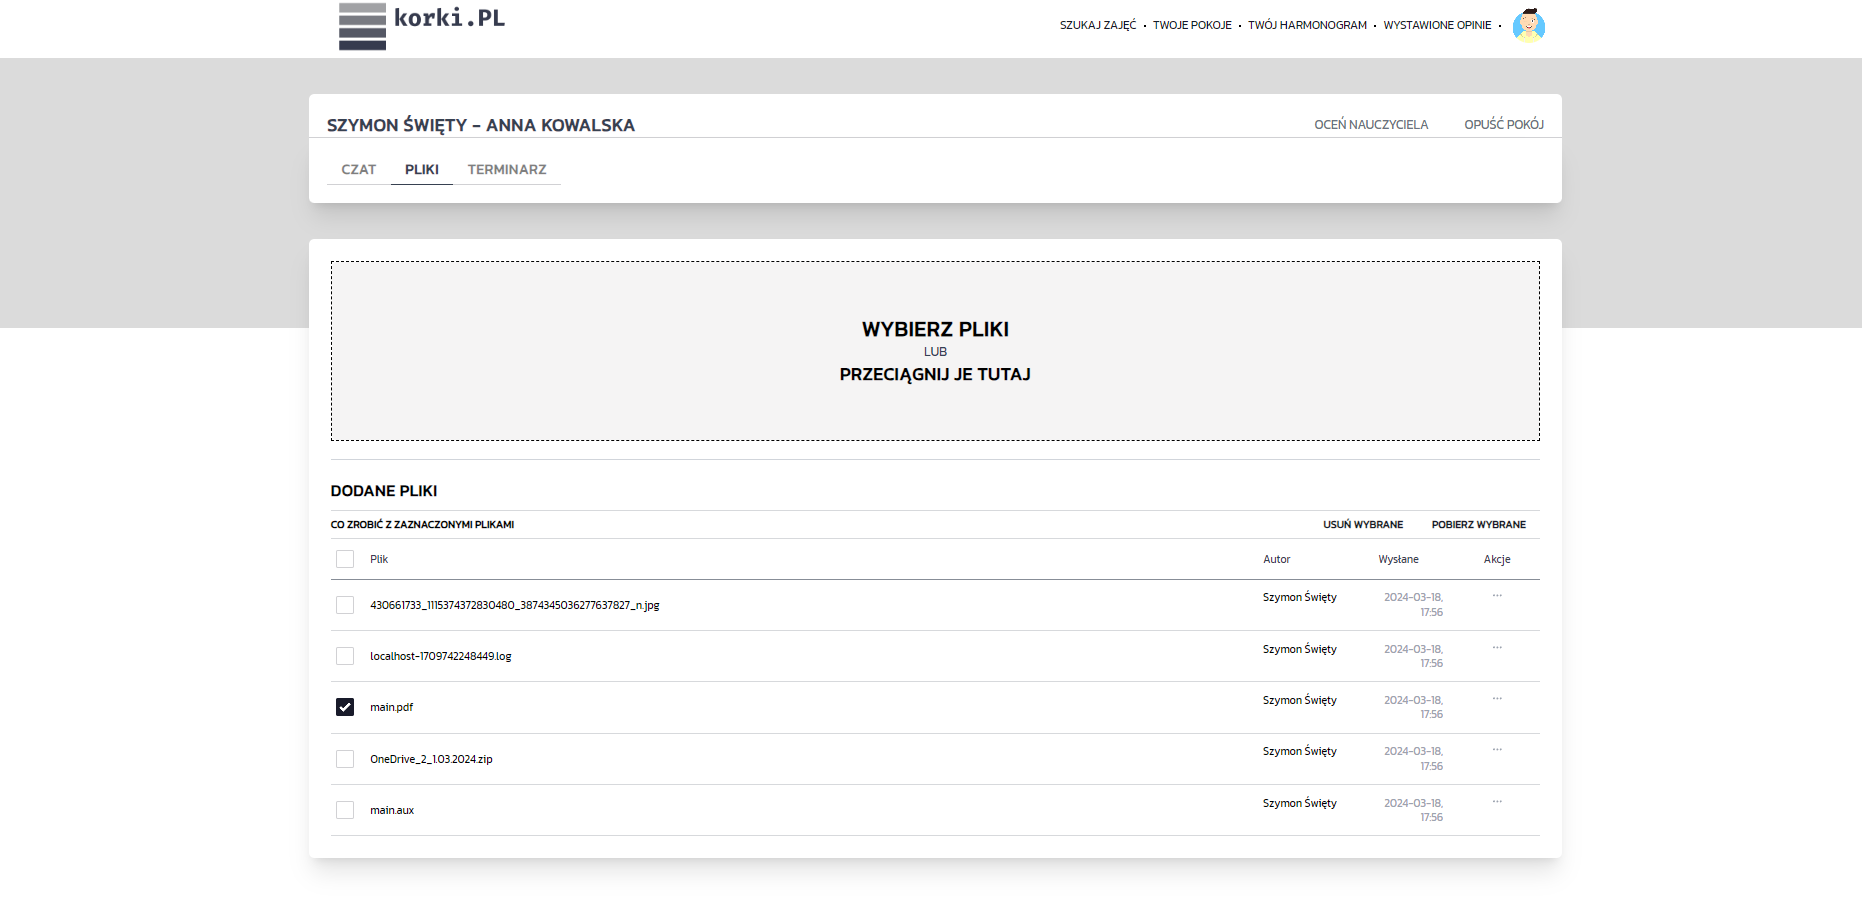 korki.PL
SZUKAJ ZAJĘĆ • TWOJE POKOJE • TWÓJ HARMONOGRAM • WYSTAWIONE OPINIE •
SZYMON ŚWIĘTY - ANNA KOWALSKA
OCEŃ NAUCZYCIELA OPUŚĆ POKÓJ
CZAT PLIKI TERMINARZ
WYBIERZ PLIKI
LUB
PRZECIĄGNIJ JE TUTAJ
DODANE PLIKI
CO ZROBIĆ Z ZAZNACZONYMI PLIKAMI USUŃ WYBRANE POBIERZ WYBRANE
Plik Autor Wysłane Akcje
430661733_1115374372830480_3874345036277637827_n.jpg Szymon Święty 2024-03-18, ...
17:56
localhost-1709742248449.log Szymon Święty 2024-03-18, ...
17:56
main.pdf Szymon Święty 2024-03-18, ...
17:56
OneDrive_2_1.03.2024.zip Szymon Święty 2024-03-18, ...
17:56
main.aux Szymon Święty 2024-03-18, ...
17:56